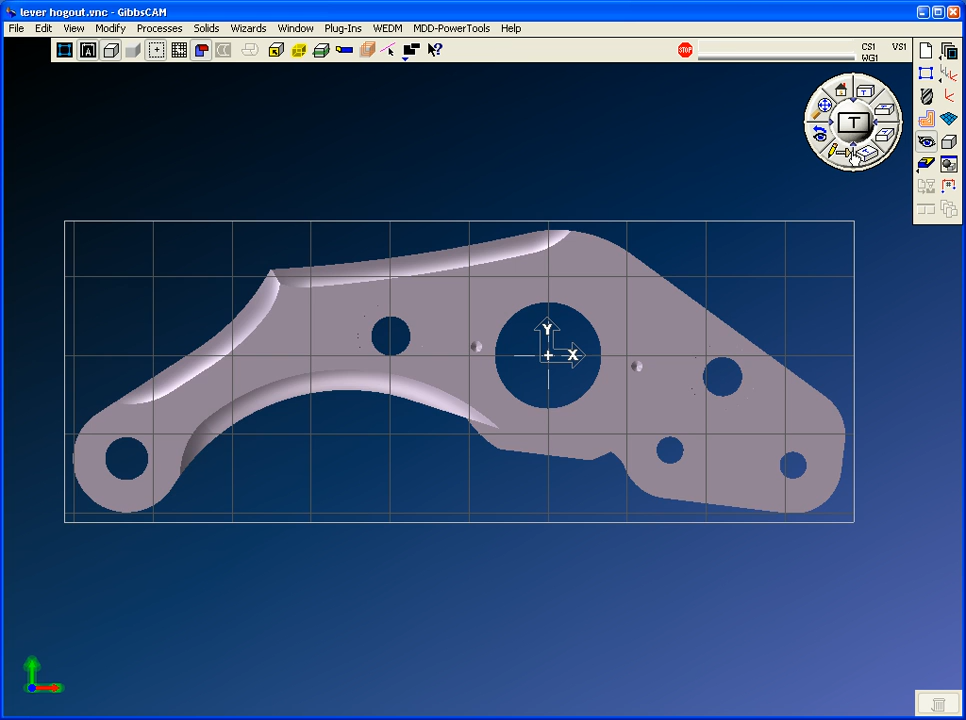 lever hogout.vnc - GibbsCAM
File Edit View Modify Processes Solids Wizards Window Plug-Ins WEDM MDD-PowerTools Help
A
STOP
CS1 VS1
WG1
T
T
Y
X